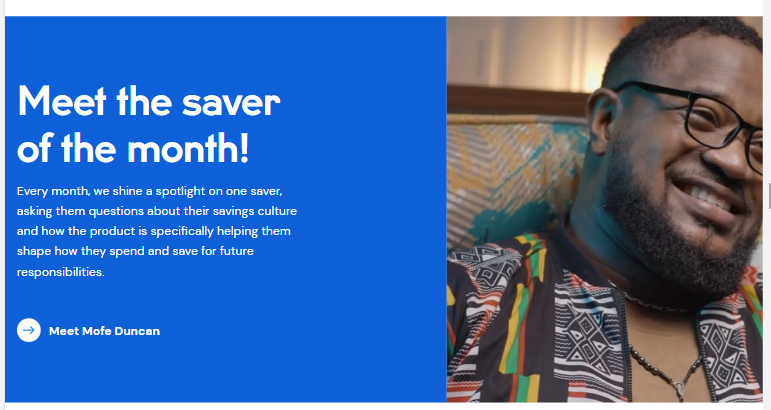 Meet the saver
of the month!
Every month, we shine a spotlight on one saver,
asking them questions about their savings culture
and how the product is specifically helping them
shape how they spend and save for future
responsibilities.
Meet Mofe Duncan